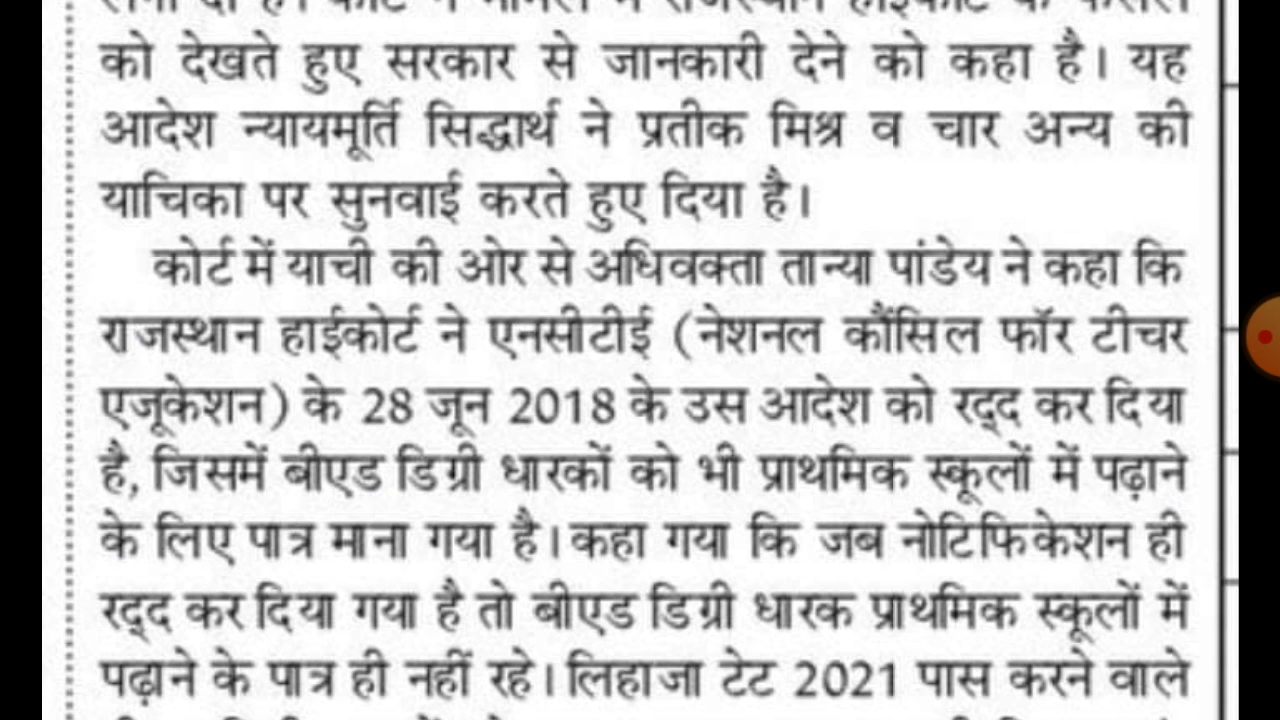 को देखते हुए सरकार से जानकारी देने को कहा है। यह
आदेश न्यायमूर्ति सिद्धार्थ ने प्रतीक मिश्र व चार अन्य की
याचिका पर सुनवाई करते हुए दिया है।
कोर्ट में याची की ओर से अधिवक्ता तान्या पांडेय ने कहा कि
राजस्थान हाईकोर्ट ने एनसीटीई (नेशनल कौंसिल फॉर टीचर
एजूकेशन) के 28 जून 2018 के उस आदेश को रद्द कर दिया
है, जिसमें बीएड डिग्री धारकों को भी प्राथमिक स्कूलों में पढ़ाने
के लिए पात्र माना गया है। कहा गया कि जब नोटिफिकेशन ही
रद्द कर दिया गया है तो बीएड डिग्री धारक प्राथमिक स्कूलों में
पढ़ाने के पात्र ही नहीं रहे। लिहाजा टेट 2021 पास करने वाले